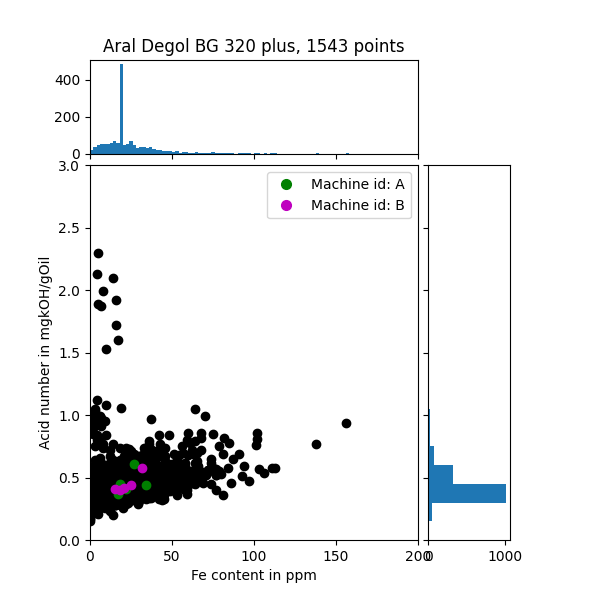 Aral Degol BG 320 plus, 1543 points
400
200
0
3.0
2.5
2.0
1.5
1.0
0.5
0.0
Acid number in mgkOH/gOil
Machine id: A
Machine id: B
0 50 100 150 200
0 1000
Fe content in ppm